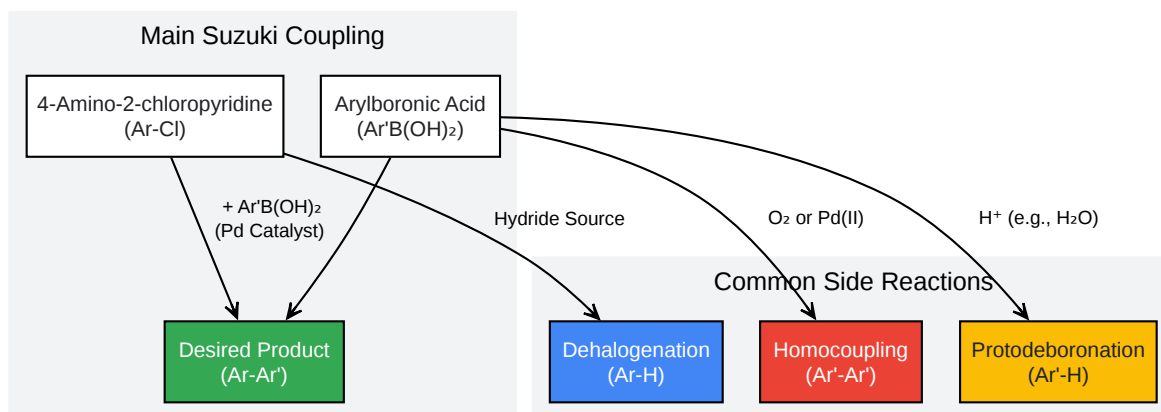 Main Suzuki Coupling
4-Amino-2-chloropyridine
(Ar-Cl)
Arylboronic Acid
(Ar'B(OH)₂)
+ Ar'B(OH)₂
(Pd Catalyst)
Hydride Source
O₂ or Pd(II)
H⁺ (e.g., H₂O)
Common Side Reactions
Desired Product
(Ar-Ar')
Dehalogenation
(Ar-H)
Homocoupling
(Ar'-Ar')
Protodeboronation
(Ar'-H)